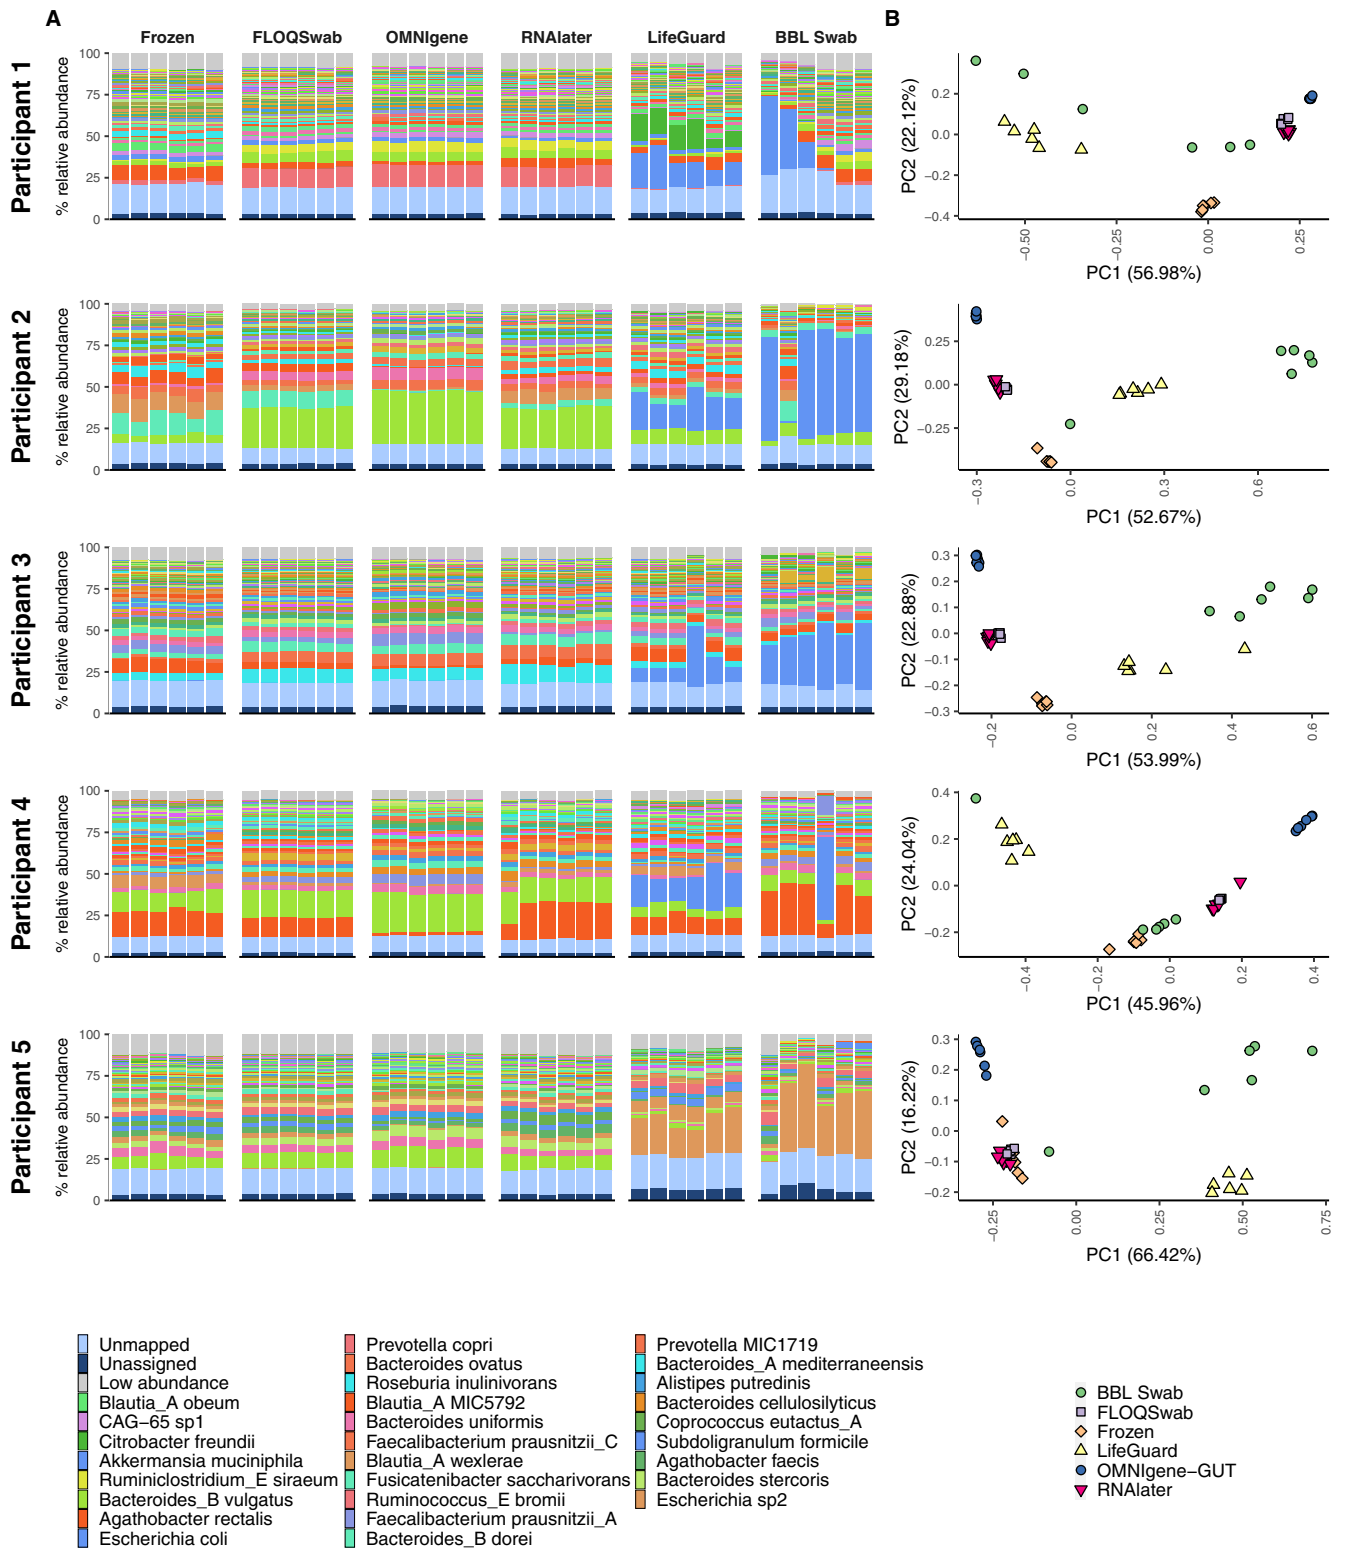 A
B
Frozen FLOQSwab OMNIgene RNAlater LifeGuard BBL Swab
Participant 1
% relative abundance
100
75
50
25
0
PC2 (22.12%)
0.2
0.0
−0.2
−0.4
−0.50 −0.25 0.00 0.25
PC1 (56.98%)
Participant 2
% relative abundance
100
75
50
25
0
PC2 (29.18%)
0.25
0.00
−0.25
−0.3 0.0 0.3 0.6
PC1 (52.67%)
Participant 3
% relative abundance
100
75
50
25
0
PC2 (22.88%)
0.3
0.2
0.1
0.0
−0.1
−0.2
−0.3
−0.2 0.0 0.2 0.4 0.6
PC1 (53.99%)
Participant 4
% relative abundance
100
75
50
25
0
PC2 (24.04%)
0.4
0.2
0.0
−0.2
−0.4 −0.2 0.0 0.2 0.4
PC1 (45.96%)
Participant 5
% relative abundance
100
75
50
25
0
PC2 (16.22%)
0.3
0.2
0.1
0.0
−0.1
−0.2
−0.25 0.00 0.25 0.50 0.75
PC1 (66.42%)
Unmapped
Unassigned
Low abundance
Blautia_A obeum
CAG−65 sp1
Citrobacter freundii
Akkermansia muciniphila
Ruminiclostridium_E siraeum
Bacteroides_B vulgatus
Agathobacter rectalis
Escherichia coli
Prevotella copri
Bacteroides ovatus
Roseburia inulinivorans
Blautia_A MIC5792
Bacteroides uniformis
Faecalibacterium prausnitzii_C
Blautia_A wexlerae
Fusicatenibacter saccharivorans
Ruminococcus_E bromii
Faecalibacterium prausnitzii_A
Bacteroides_B dorei
Prevotella MIC1719
Bacteroides_A mediterraneensis
Alistipes putredinis
Bacteroides cellulosilyticus
Coprococcus eutactus_A
Subdoligranulum formicile
Agathobacter faecis
Bacteroides stercoris
Escherichia sp2
BBL Swab
FLOQSwab
Frozen
LifeGuard
OMNIgene−GUT
RNAlater